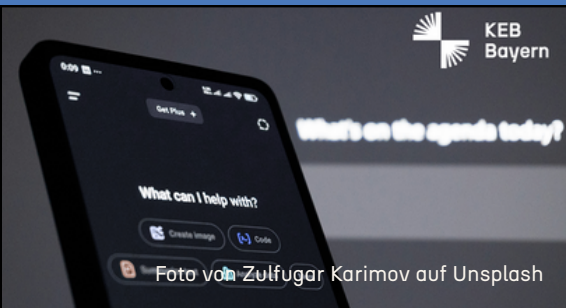 KEB
Bayern
0:09
Get Plus
What's on the agenda today?
What can I help with?
Create image
Code
Foto von Zulfugar Karimov auf Unsplash